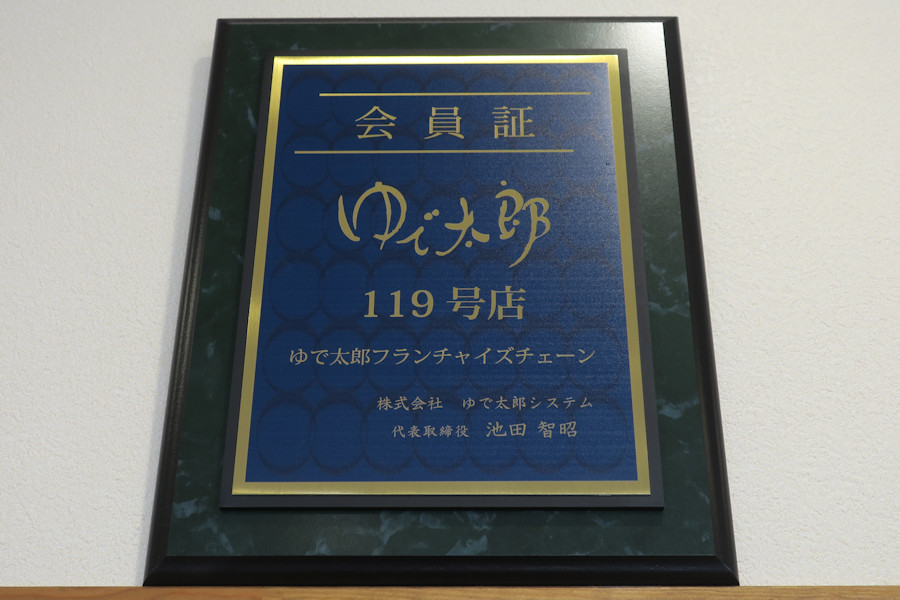 会員証
ゆで太郎
119号店
ゆで太郎フランチャイズチェーン
株式会社　ゆで太郎システム
代表取締役　池田 智昭